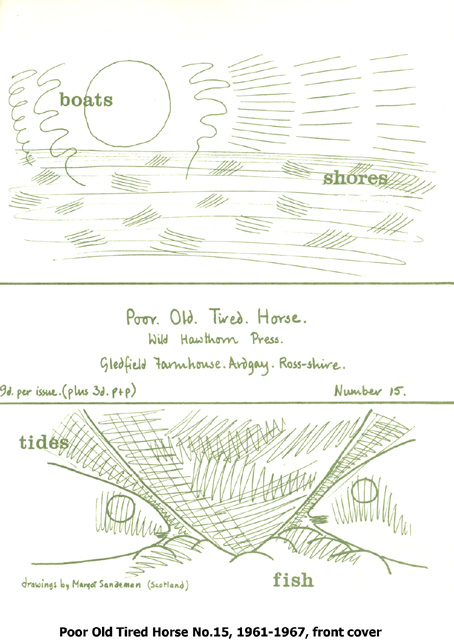 boats
shores
Poor. Old. Tired. Horse.
Wild Hawthorn Press.
Gledfield Farmhouse. Ardgay. Ross-shire.
9d. per issue. (plus 3d. p+p)
Number 15.
tides
drawings by Margot Sandeman (Scotland)
fish
Poor Old Tired Horse No.15, 1961-1967, front cover